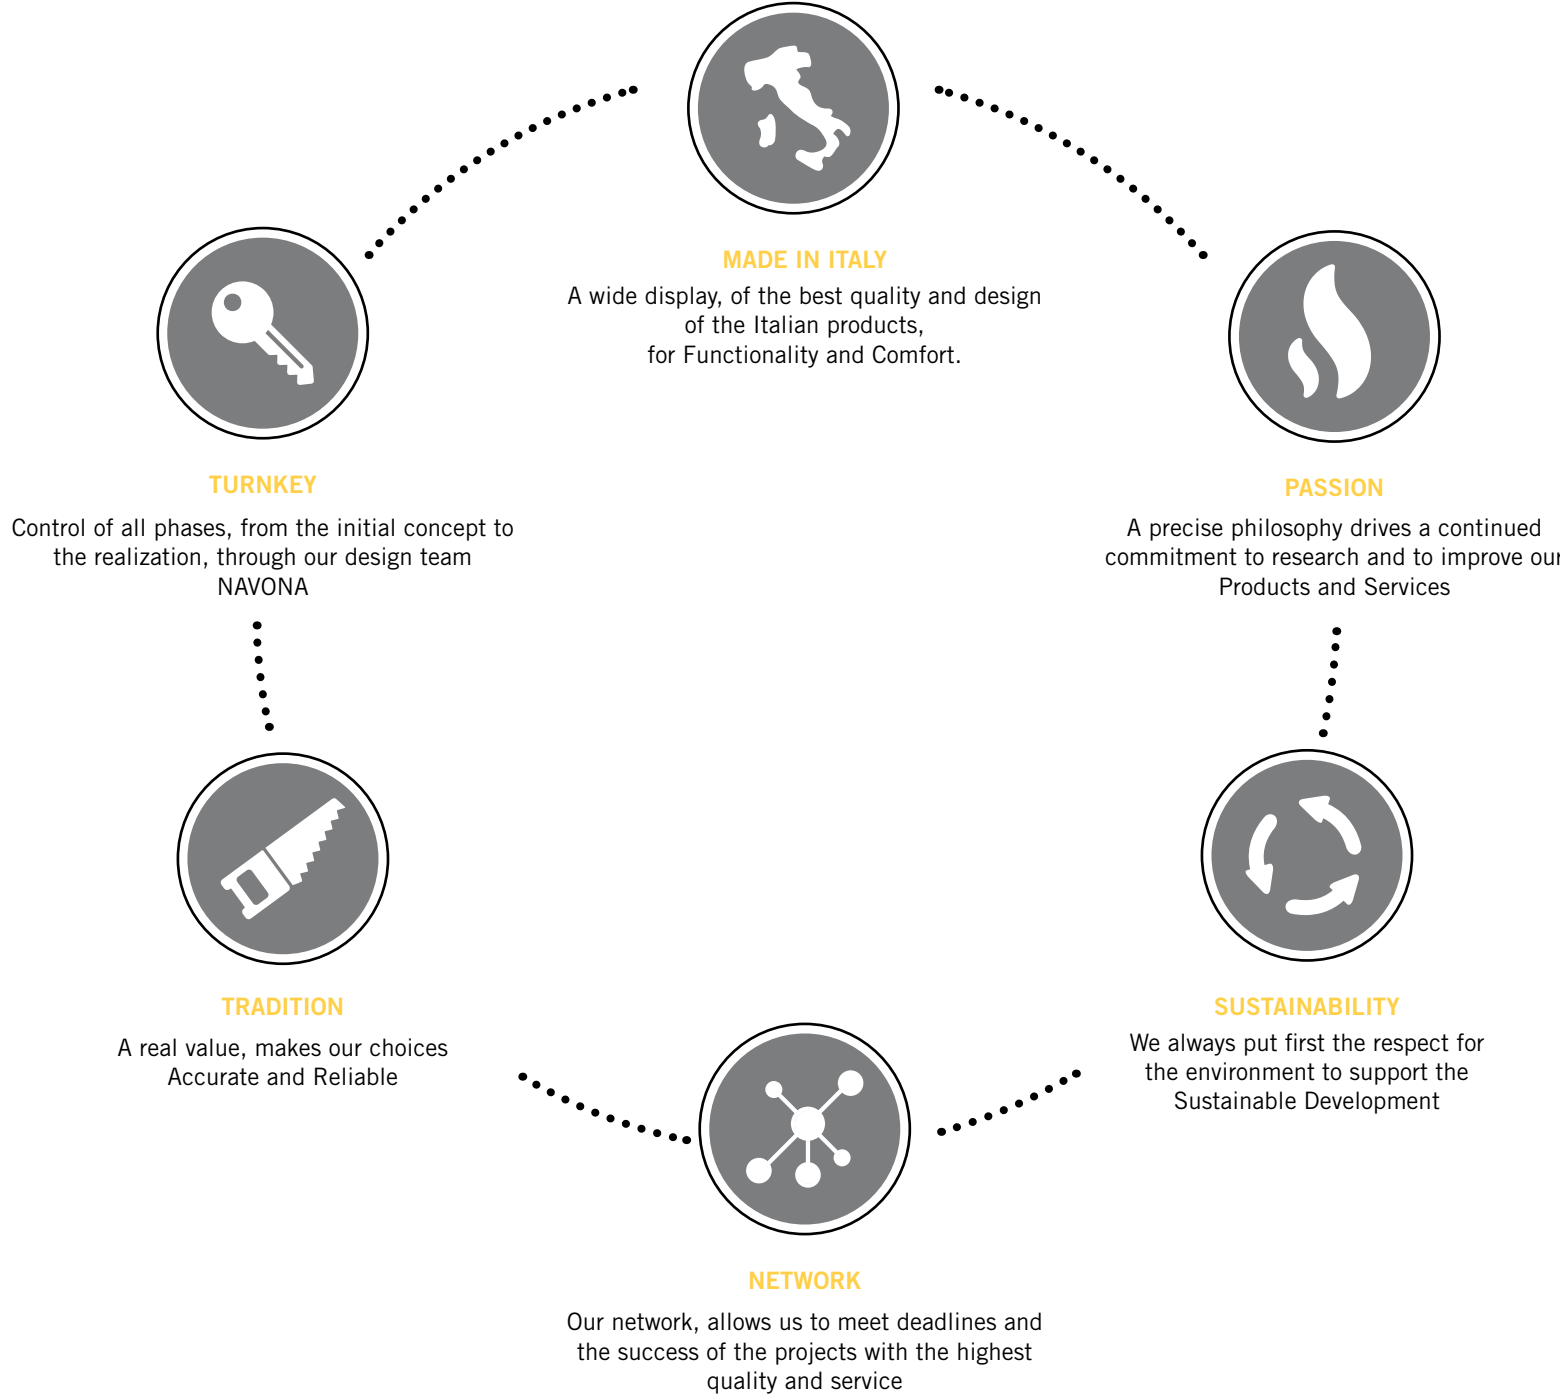 MADE IN ITALY
A wide display, of the best quality and design
of the Italian products,
for Functionality and Comfort.
TURNKEY
Control of all phases, from the initial concept to
the realization, through our design team
NAVONA
PASSION
A precise philosophy drives a continued
commitment to research and to improve our
Products and Services
TRADITION
A real value, makes our choices
Accurate and Reliable
SUSTAINABILITY
We always put first the respect for
the environment to support the
Sustainable Development
NETWORK
Our network, allows us to meet deadlines and
the success of the projects with the highest
quality and service